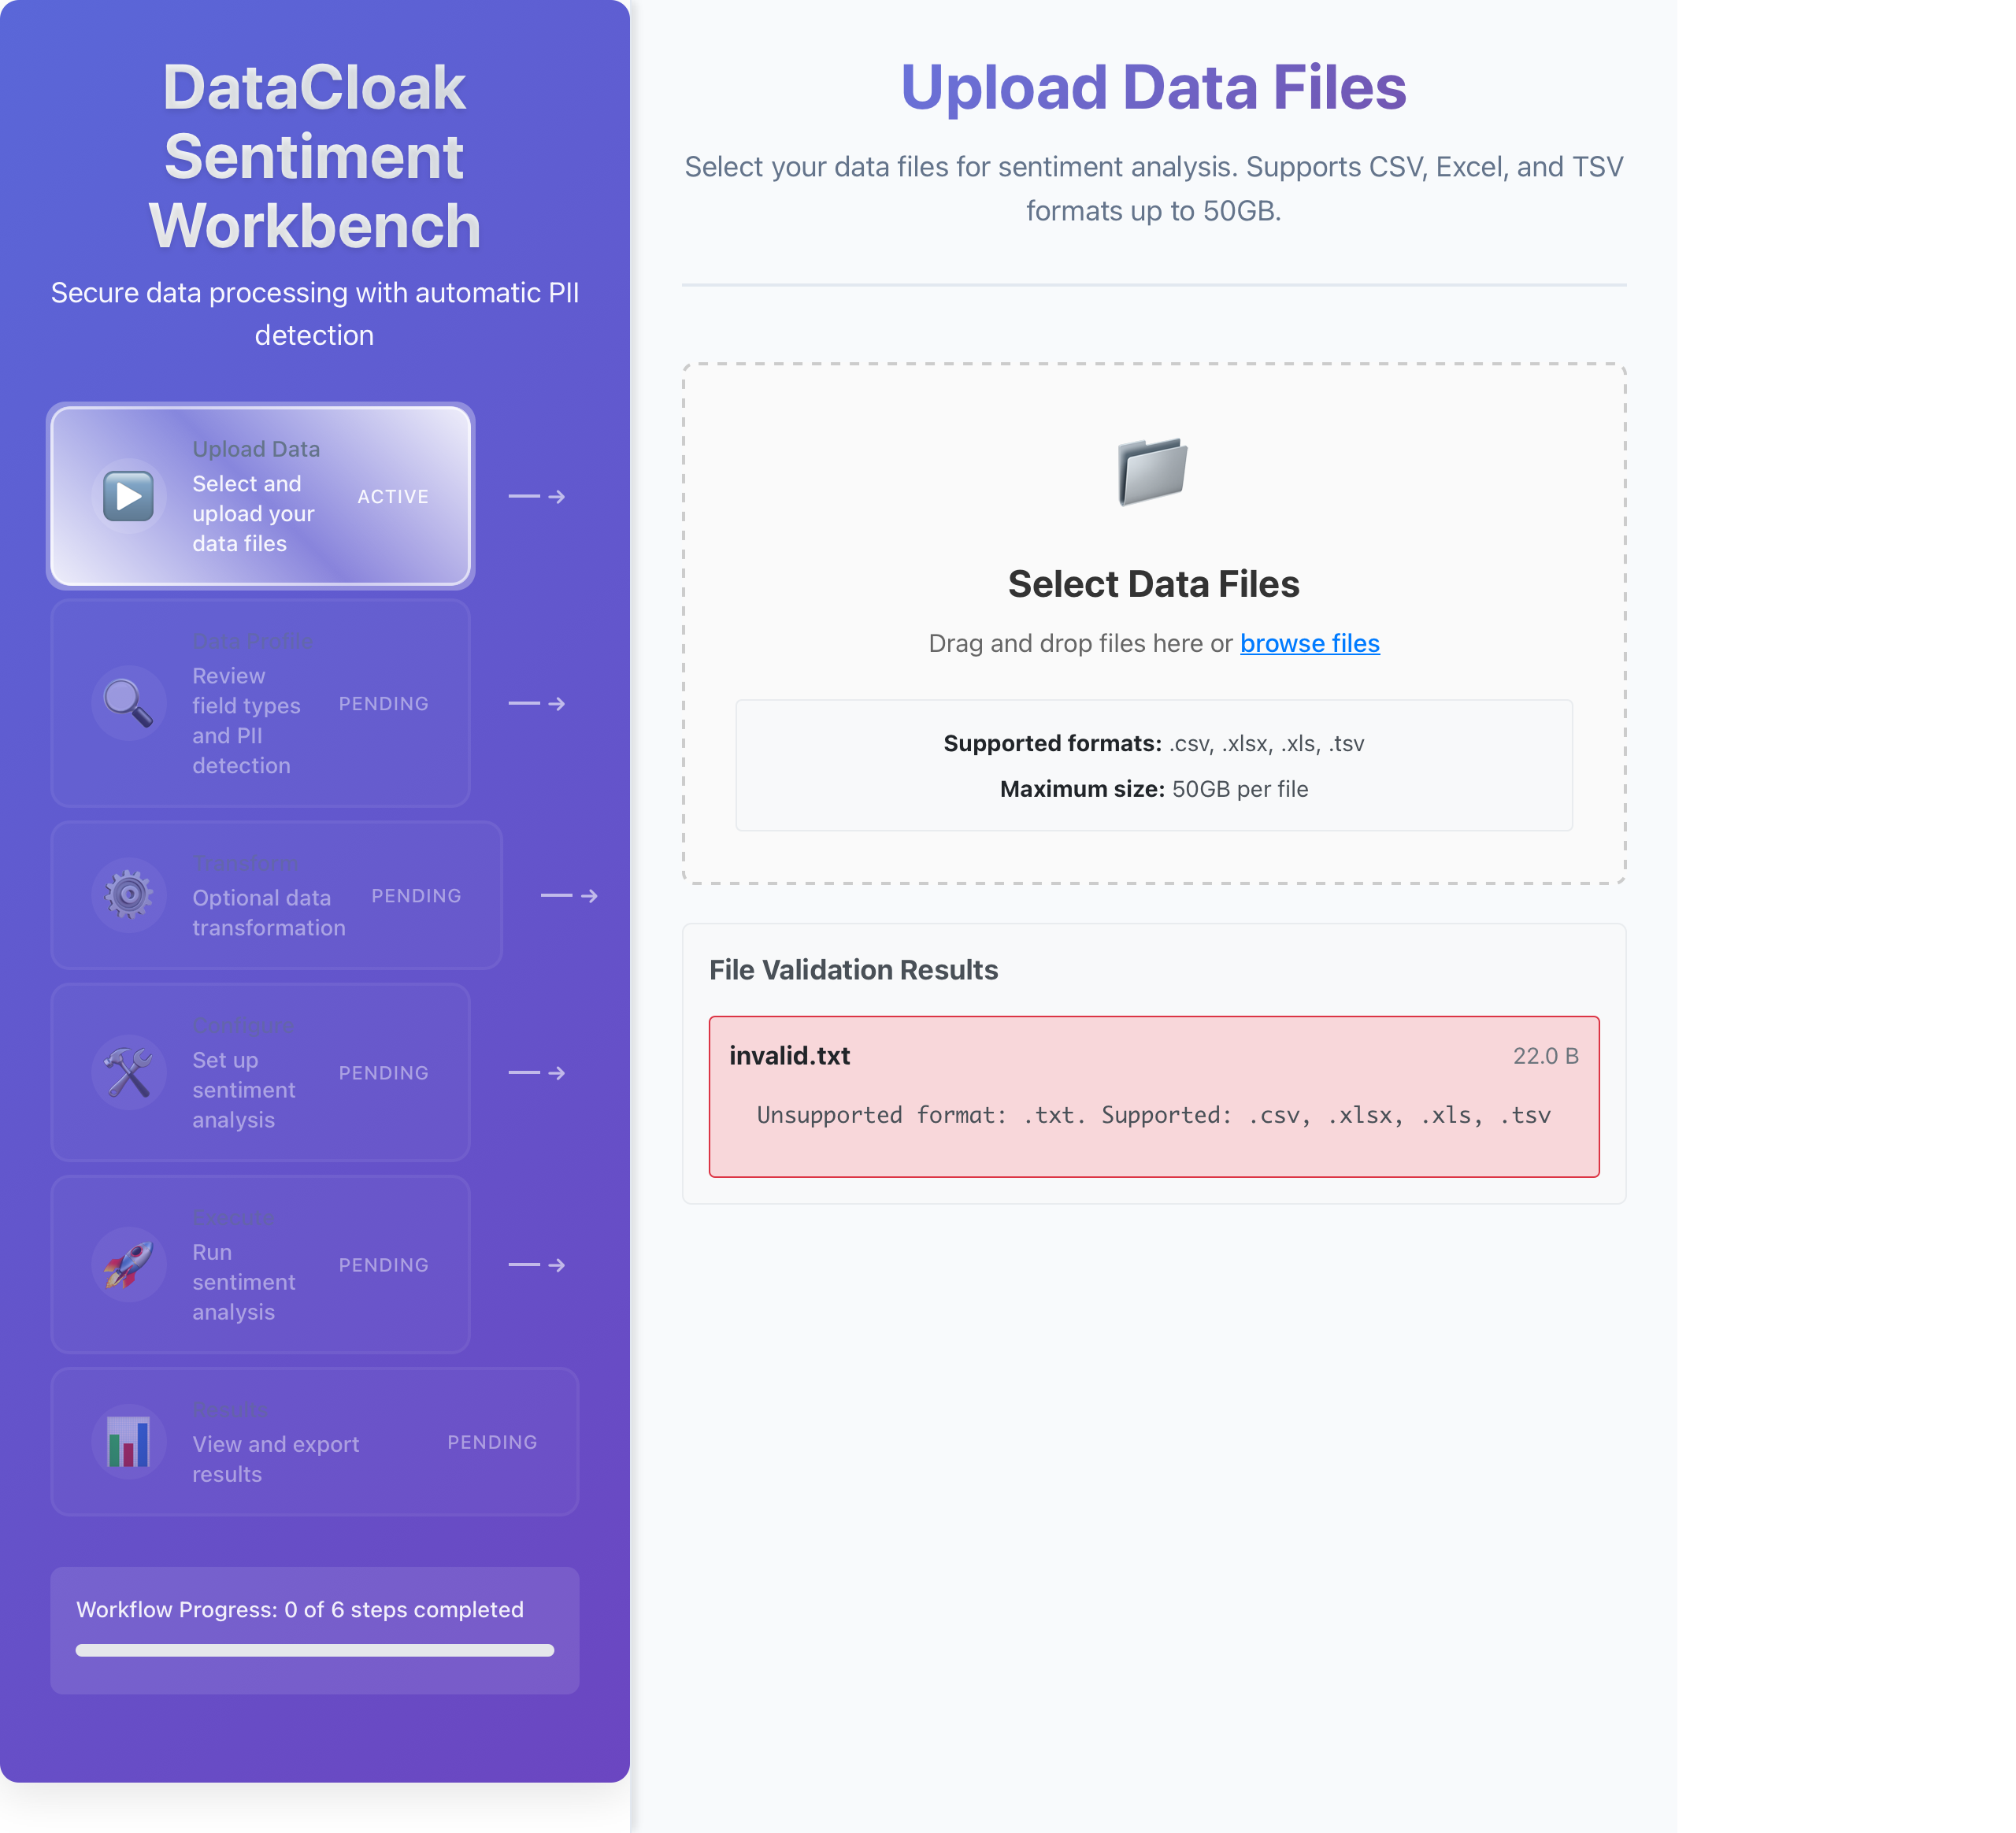 DataCloak
Sentiment
Workbench
Secure data processing with automatic PII
detection
Upload Data
Select and
upload your
data files
ACTIVE
Data Profile
Review
field types
and PII
detection
PENDING
Transform
Optional data
transformation
PENDING
Configure
Set up
sentiment
analysis
PENDING
Execute
Run
sentiment
analysis
PENDING
Results
View and export
results
PENDING
Workflow Progress: 0 of 6 steps completed
Upload Data Files
Select your data files for sentiment analysis. Supports CSV, Excel, and TSV
formats up to 50GB.
Select Data Files
Drag and drop files here or browse files
Supported formats: .csv, .xlsx, .xls, .tsv
Maximum size: 50GB per file
File Validation Results
invalid.txt
22.0 B
Unsupported format: .txt. Supported: .csv, .xlsx, .xls, .tsv